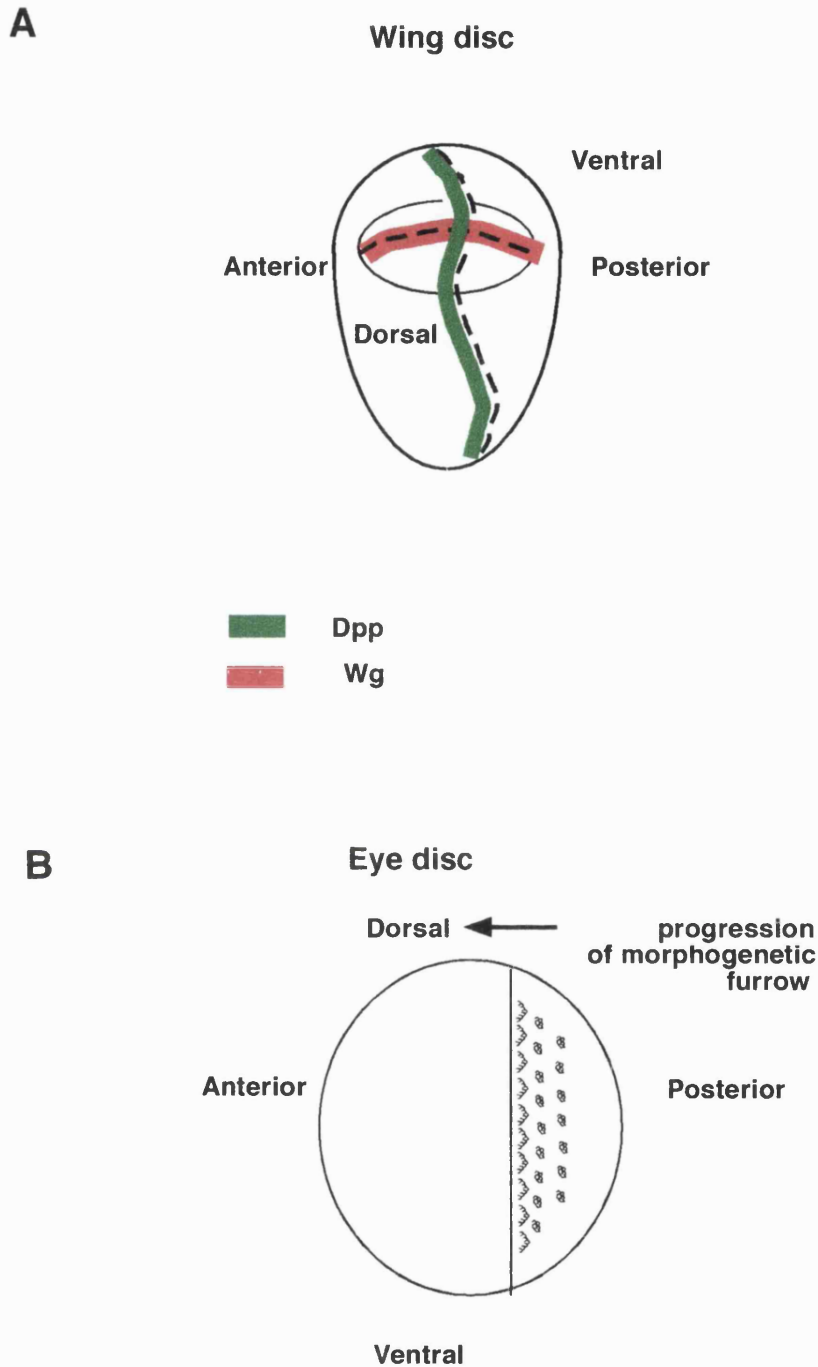 A
Wing disc
Ventral
Anterior
Posterior
Dorsal
Dpp
Wg
B
Eye disc
Dorsal
progression
of morphogenetic
furrow
Anterior
Posterior
Ventral